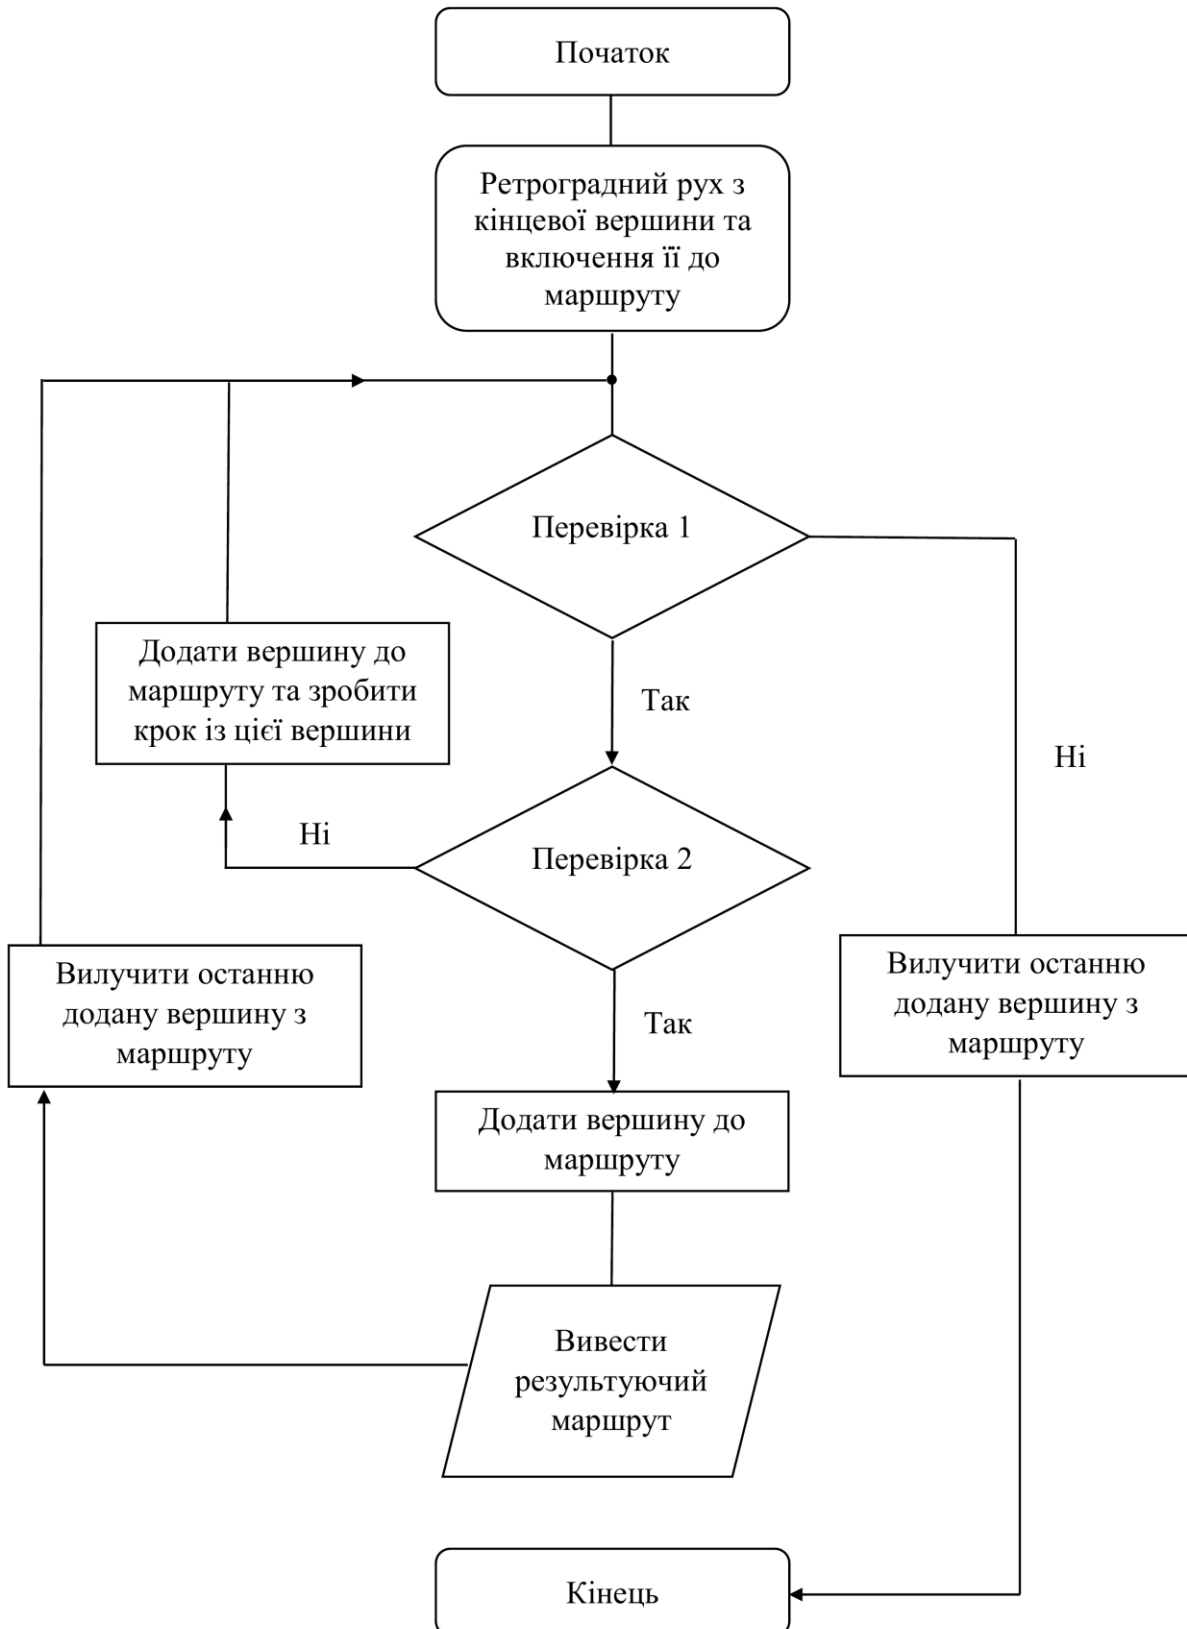 Початок
Ретроградний рух з
кінцевої вершини та
включення її до
маршруту
Перевірка 1
Додати вершину до
маршруту та зробити
крок із цієї вершини
Так
Ні
Ні
Перевірка 2
Вилучити останню
додану вершину з
маршруту
Вилучити останню
додану вершину з
маршруту
Так
Додати вершину до
маршруту
Вивести
результуючий
маршрут
Кінець